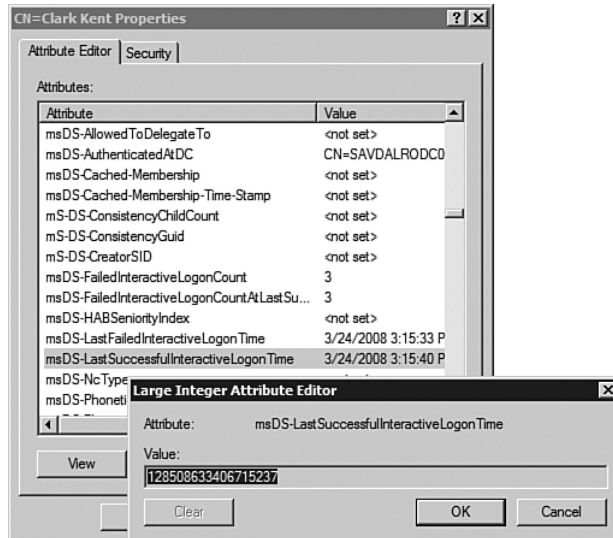 CN=Clark Kent Properties
Attribute Editor Security
Attributes:
Attribute Value
msDS-AllowedToDelegateTo <not set>
msDS-AuthenticatedAtDC CN=SAVDALRODC0
msDS-Cached-Membership <not set>
msDS-Cached-Membership-Time-Stamp <not set>
mS-DS-ConsistencyChildCount <not set>
mS-DS-ConsistencyGuid <not set>
mS-DS-CreatorSID <not set>
msDS-FailedInteractiveLogonCount 3
msDS-FailedInteractiveLogonCountAtLastSu... 3
msDS-HABSeniorityIndex <not set>
msDS-LastFailedInteractiveLogonTime 3/24/2008 3:15:33 P
msDS-LastSuccessfulInteractiveLogonTime 3/24/2008 3:15:40 P
msDS-NcType
msDS-Phoneti
View
Large Integer Attribute Editor
Attribute: msDS-LastSuccessfulInteractiveLogonTime
Value:
128508633406715237
Clear OK Cancel